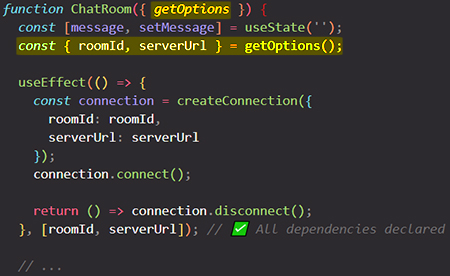 function ChatRoom({ getOptions }) {
const [message, setMessage] = useState('');
const { roomId, serverUrl } = getOptions();
useEffect(() => {
const connection = createConnection({
roomId: roomId,
serverUrl: serverUrl
});
connection.connect();
return () => connection.disconnect();
}, [roomId, serverUrl]); // ✅ All dependencies declared
// ...